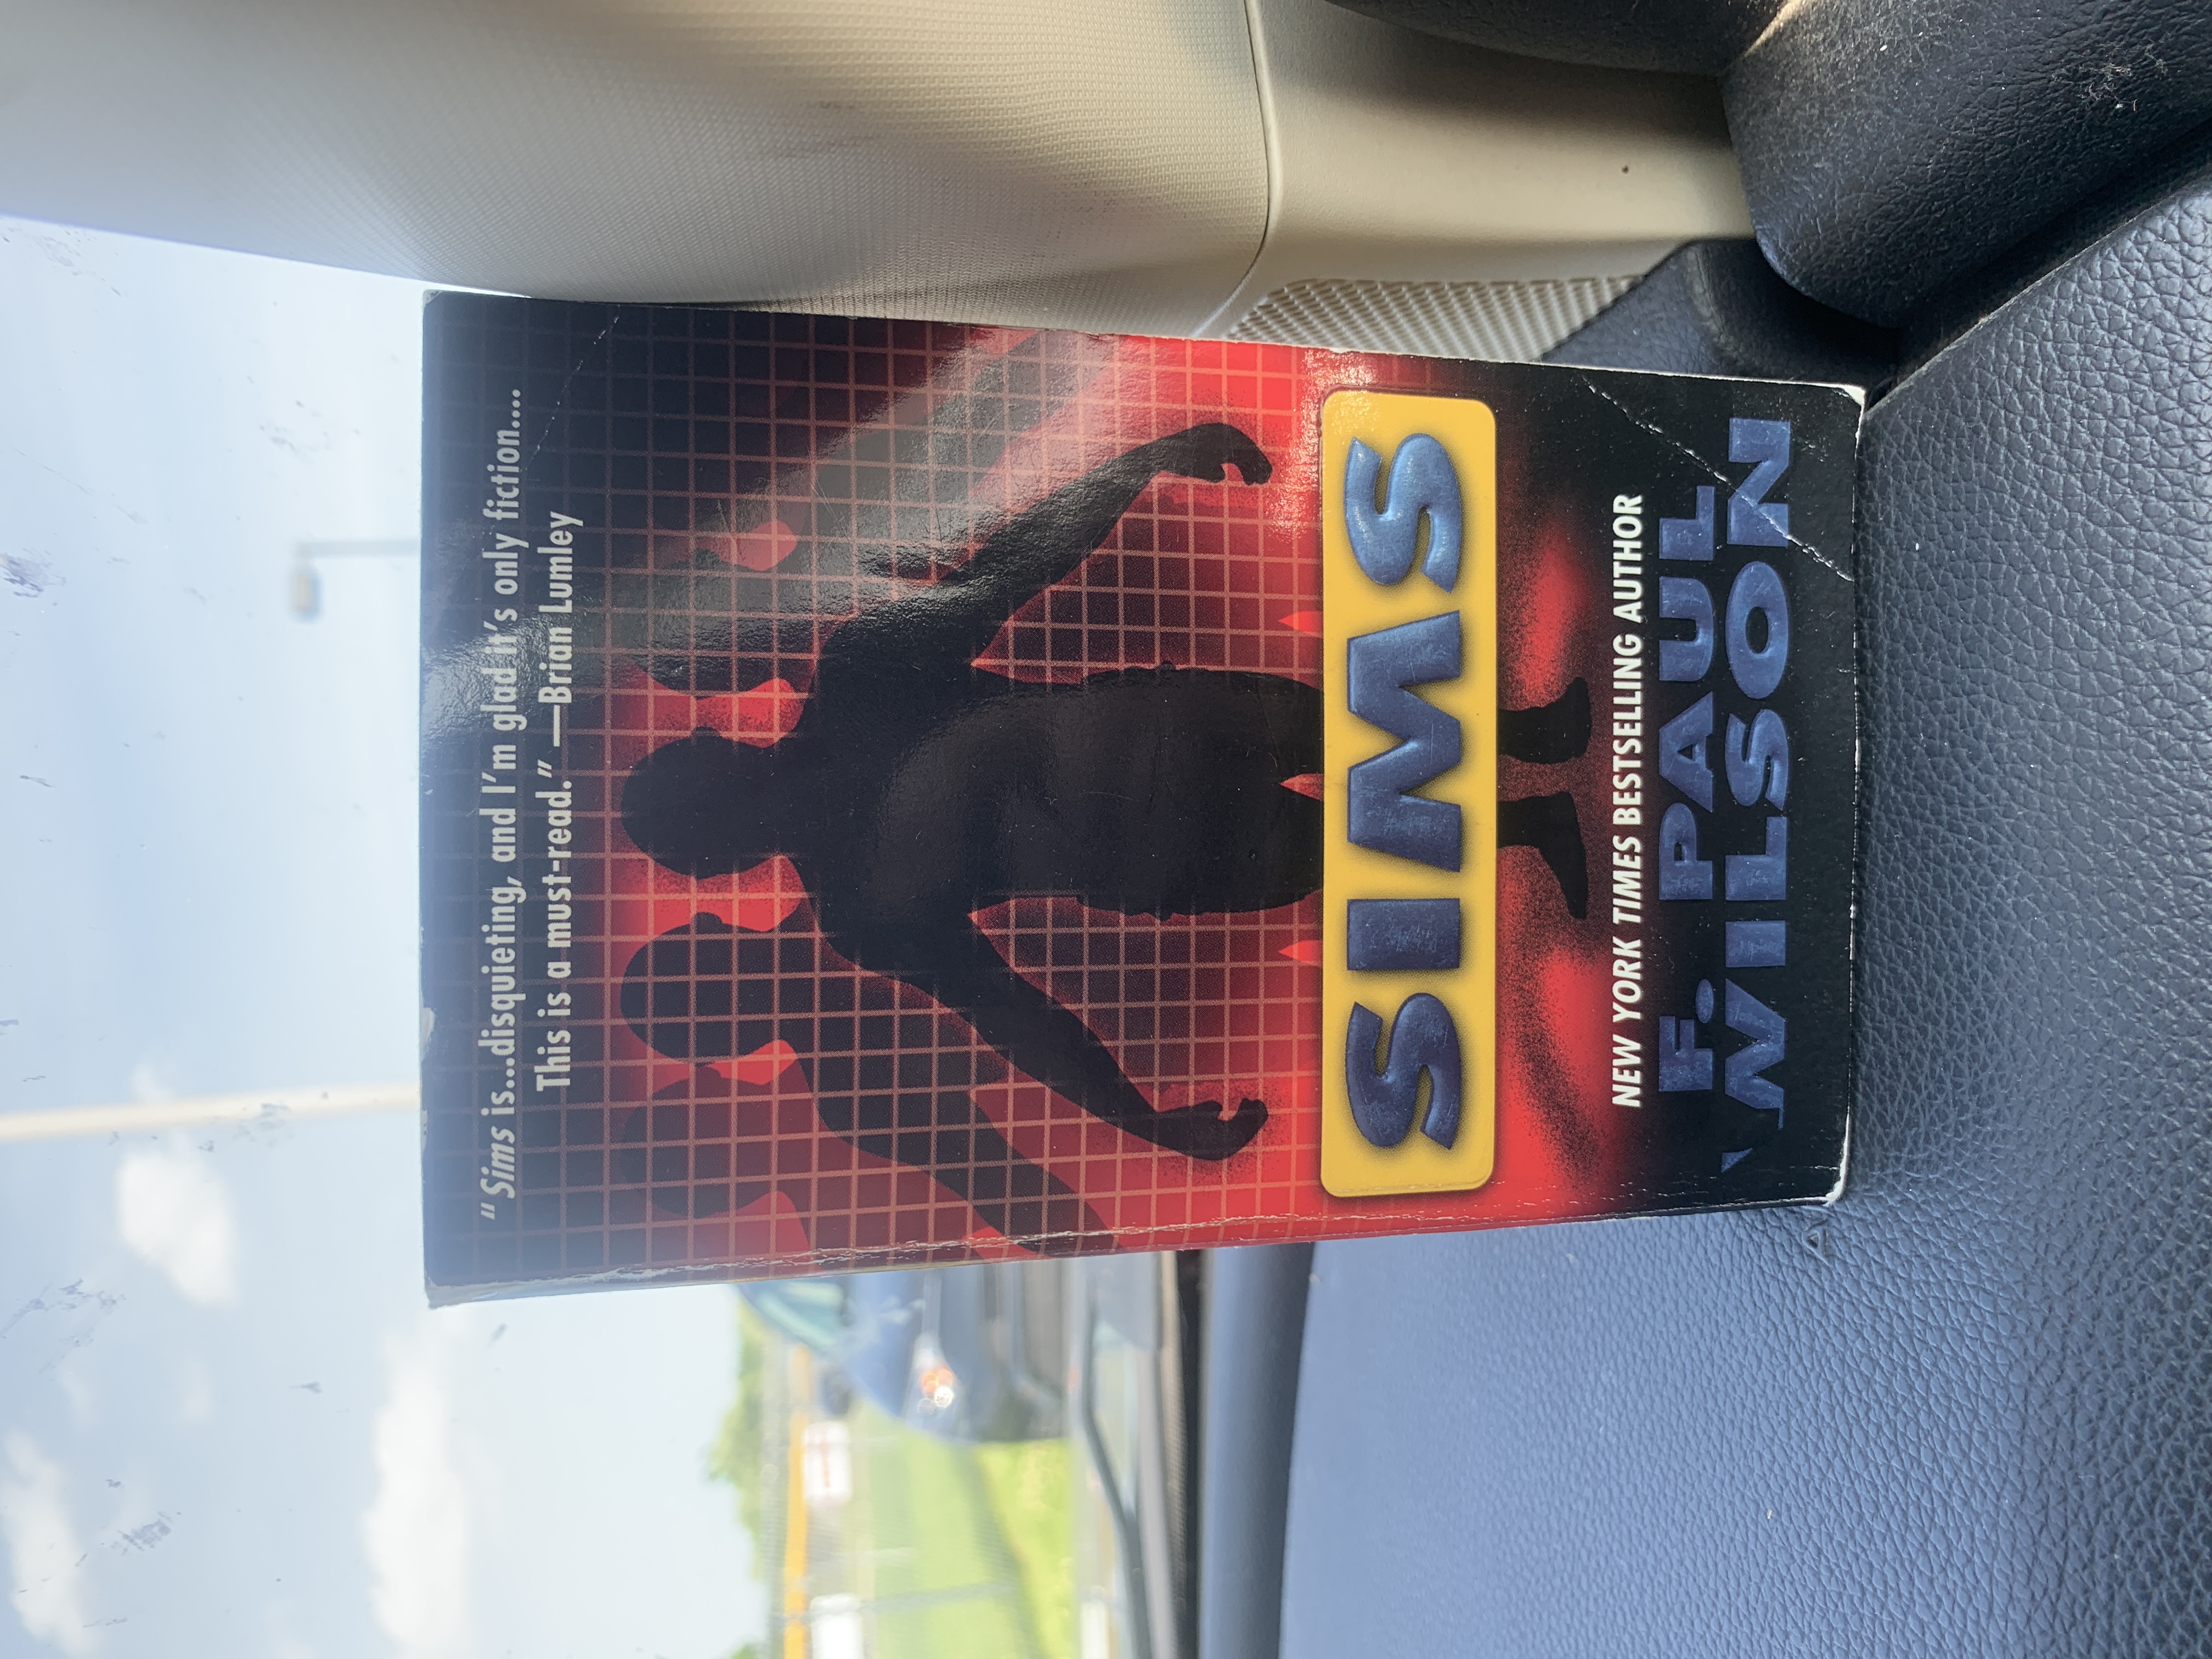 "Sims is...disquieting, and I'm glad it's only fiction...
This is a must-read."—Brian Lumley
SIMS
NEW YORK TIMES BESTSELLING AUTHOR
F. PAUL
WILSON